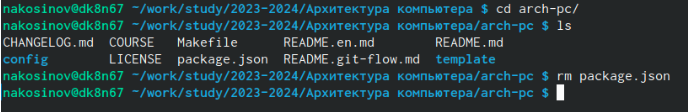 nakosinov@dk8n67 ~/work/study/2023-2024/Архитектура компьютера $ cd arch-pc/
nakosinov@dk8n67 ~/work/study/2023-2024/Архитектура компьютера/arch-pc $ ls
CHANGELOG.md COURSE Makefile README.en.md README.md
config LICENSE package.json README.git-flow.md template
nakosinov@dk8n67 ~/work/study/2023-2024/Архитектура компьютера/arch-pc $ rm package.json
nakosinov@dk8n67 ~/work/study/2023-2024/Архитектура компьютера/arch-pc $